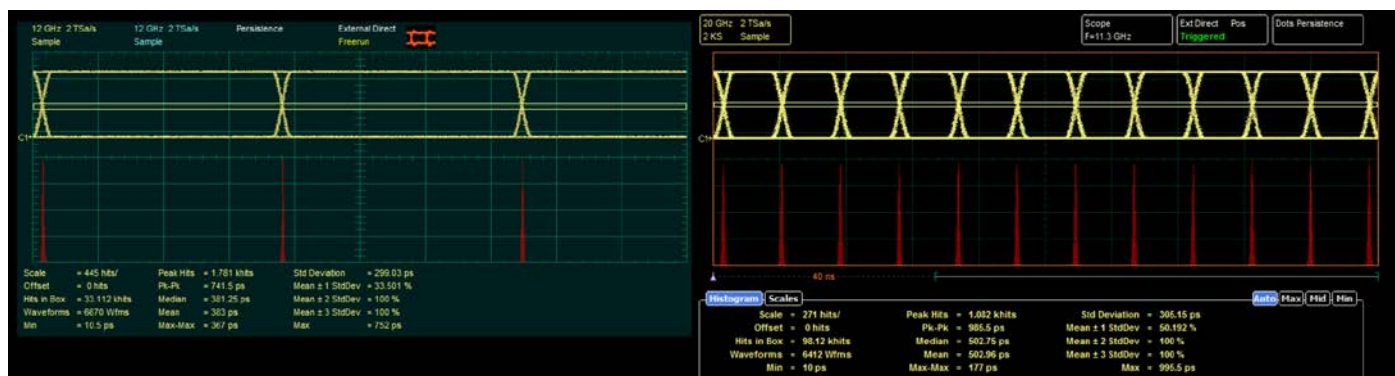 12 GHz 2 TSa/s 12 GHz 2 TSa/s Persistence External Direct
Sample Sample Freerun
C1
Scale = 445 hits/ Peak Hits = 1.781 khits Std Deviation = 299.03 ps
Offset = 0 hits Pk-Pk = 741.5 ps Mean ± 1 StdDev = 33.501 %
Hits in Box = 33.112 khits Median = 381.25 ps Mean ± 2 StdDev = 100 %
Waveforms = 6670 Wfms Mean = 383 ps Mean ± 3 StdDev = 100 %
Min = 10.5 ps Max-Max = 367 ps Max = 752 ps
20 GHz 2 TSa/s Scope Ext Direct Pos Dots Persistence
2 KS Sample F=11.3 GHz Triggered
C1
40 ns
Histogram Scales Auto Max Mid Min
Scale = 271 hits/ Peak Hits = 1.082 khits Std Deviation = 305.15 ps
Offset = 0 hits Pk-Pk = 985.5 ps Mean ± 1 StdDev = 50.192 %
Hits in Box = 98.12 khits Median = 502.75 ps Mean ± 2 StdDev = 100 %
Waveforms = 6412 Wfms Mean = 502.96 ps Mean ± 3 StdDev = 100 %
Min = 10 ps Max-Max = 177 ps Max = 995.5 ps